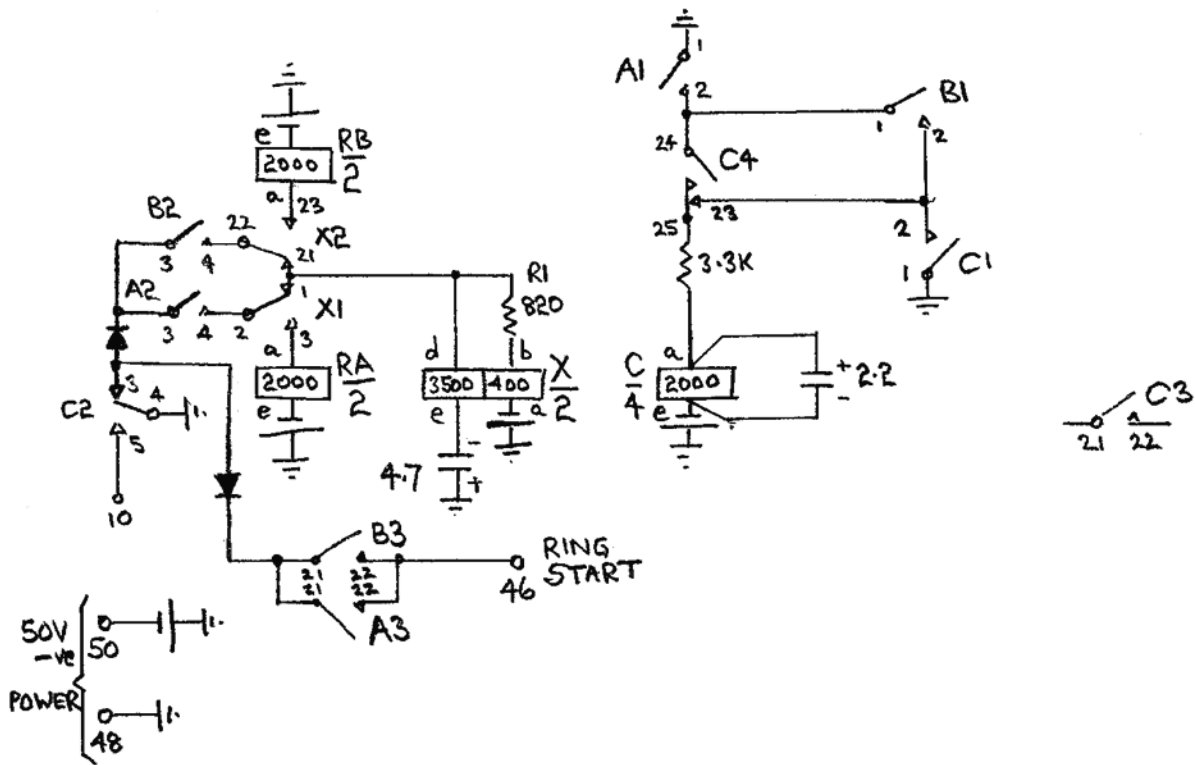 1
A1
2
B1
1
2
24
C4
23
25
2
1
C1
3.3K
a
C
4
2000
e
+ 2.2
-
C3
21 22
e
2000
RB
2
a
23
B2
22
X2
3
4
21
A2
1
X1
3
4
2
3
a
2000
RA
2
e
R1
820
d
b
3500
400
X
2
e
a
4.7
-
+
3
4
C2
5
10
B3
21
22
21
22
A3
RING
START
46
50V
-ve
50
POWER
48